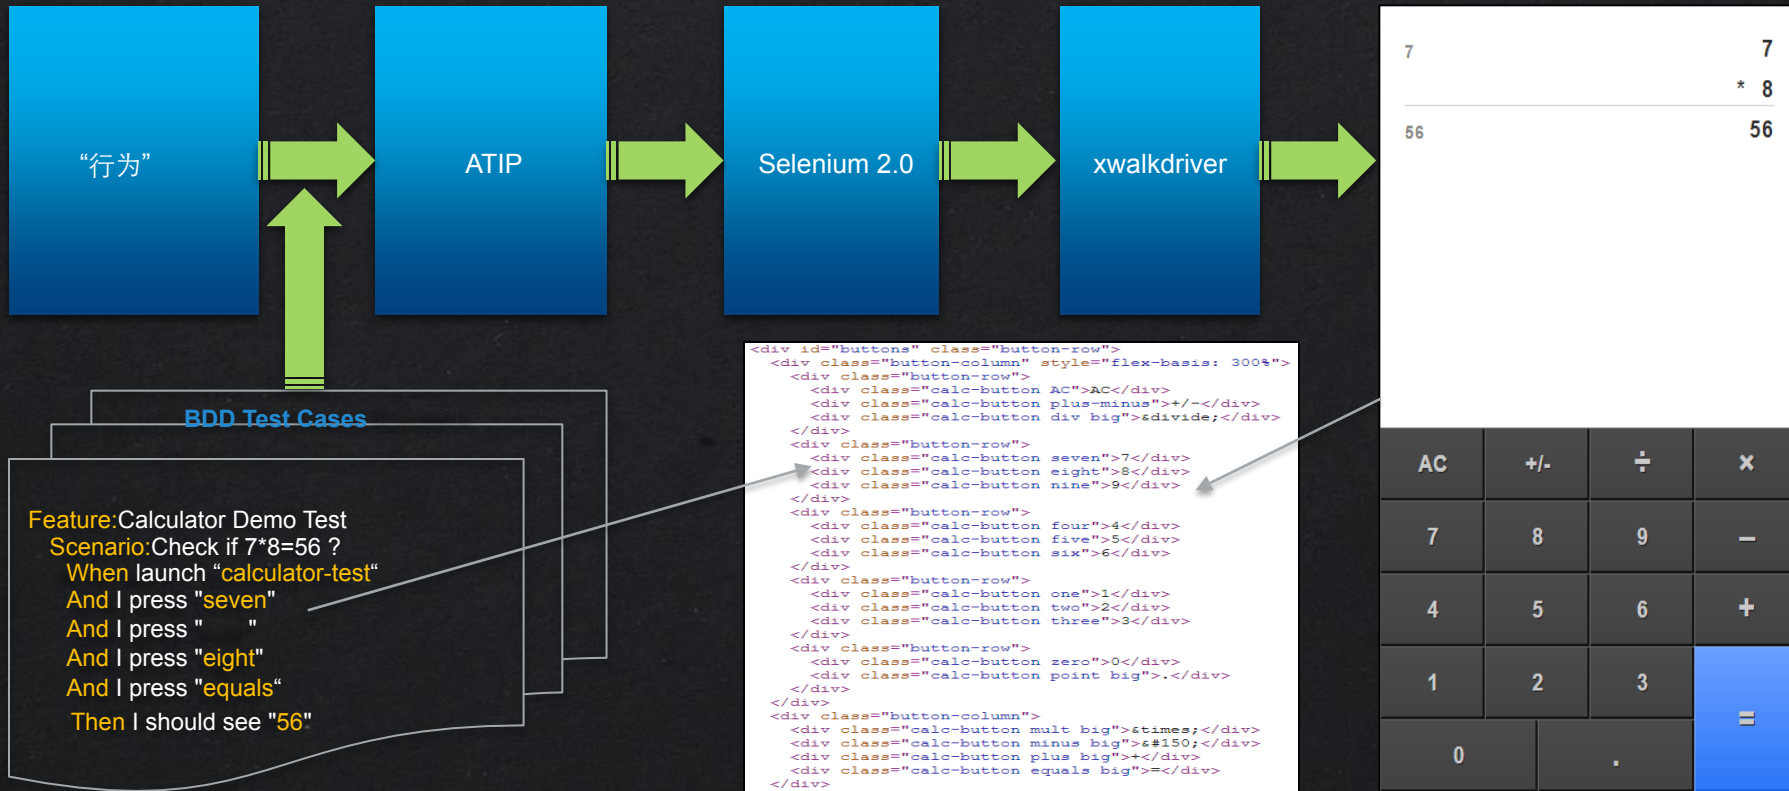 “行为”
ATIP
Selenium 2.0
xwalkdriver
7 7
* 8
56 56
BDD Test Cases
Feature:Calculator Demo Test
Scenario:Check if 7*8=56 ?
When launch “calculator-test“
And I press "seven"
And I press " "
And I press "eight"
And I press "equals“
Then I should see "56"
<div id="buttons" class="button-row">
<div class="button-column" style="flex-basis: 300%">
<div class="button-row">
<div class="calc-button AC">AC</div>
<div class="calc-button plus-minus">+/-</div>
<div class="calc-button div big">&divide;</div>
</div>
<div class="button-row">
<div class="calc-button seven">7</div>
<div class="calc-button eight">8</div>
<div class="calc-button nine">9</div>
</div>
<div class="button-row">
<div class="calc-button four">4</div>
<div class="calc-button five">5</div>
<div class="calc-button six">6</div>
</div>
<div class="button-row">
<div class="calc-button one">1</div>
<div class="calc-button two">2</div>
<div class="calc-button three">3</div>
</div>
<div class="button-row">
<div class="calc-button zero">0</div>
<div class="calc-button point big">.</div>
</div>
</div>
<div class="button-column">
<div class="calc-button mult big">&times;</div>
<div class="calc-button minus big">&#150;</div>
<div class="calc-button plus big">+</div>
<div class="calc-button equals big">=</div>
</div>
AC +/- ÷ ×
7 8 9 –
4 5 6 +
1 2 3
=
0 .